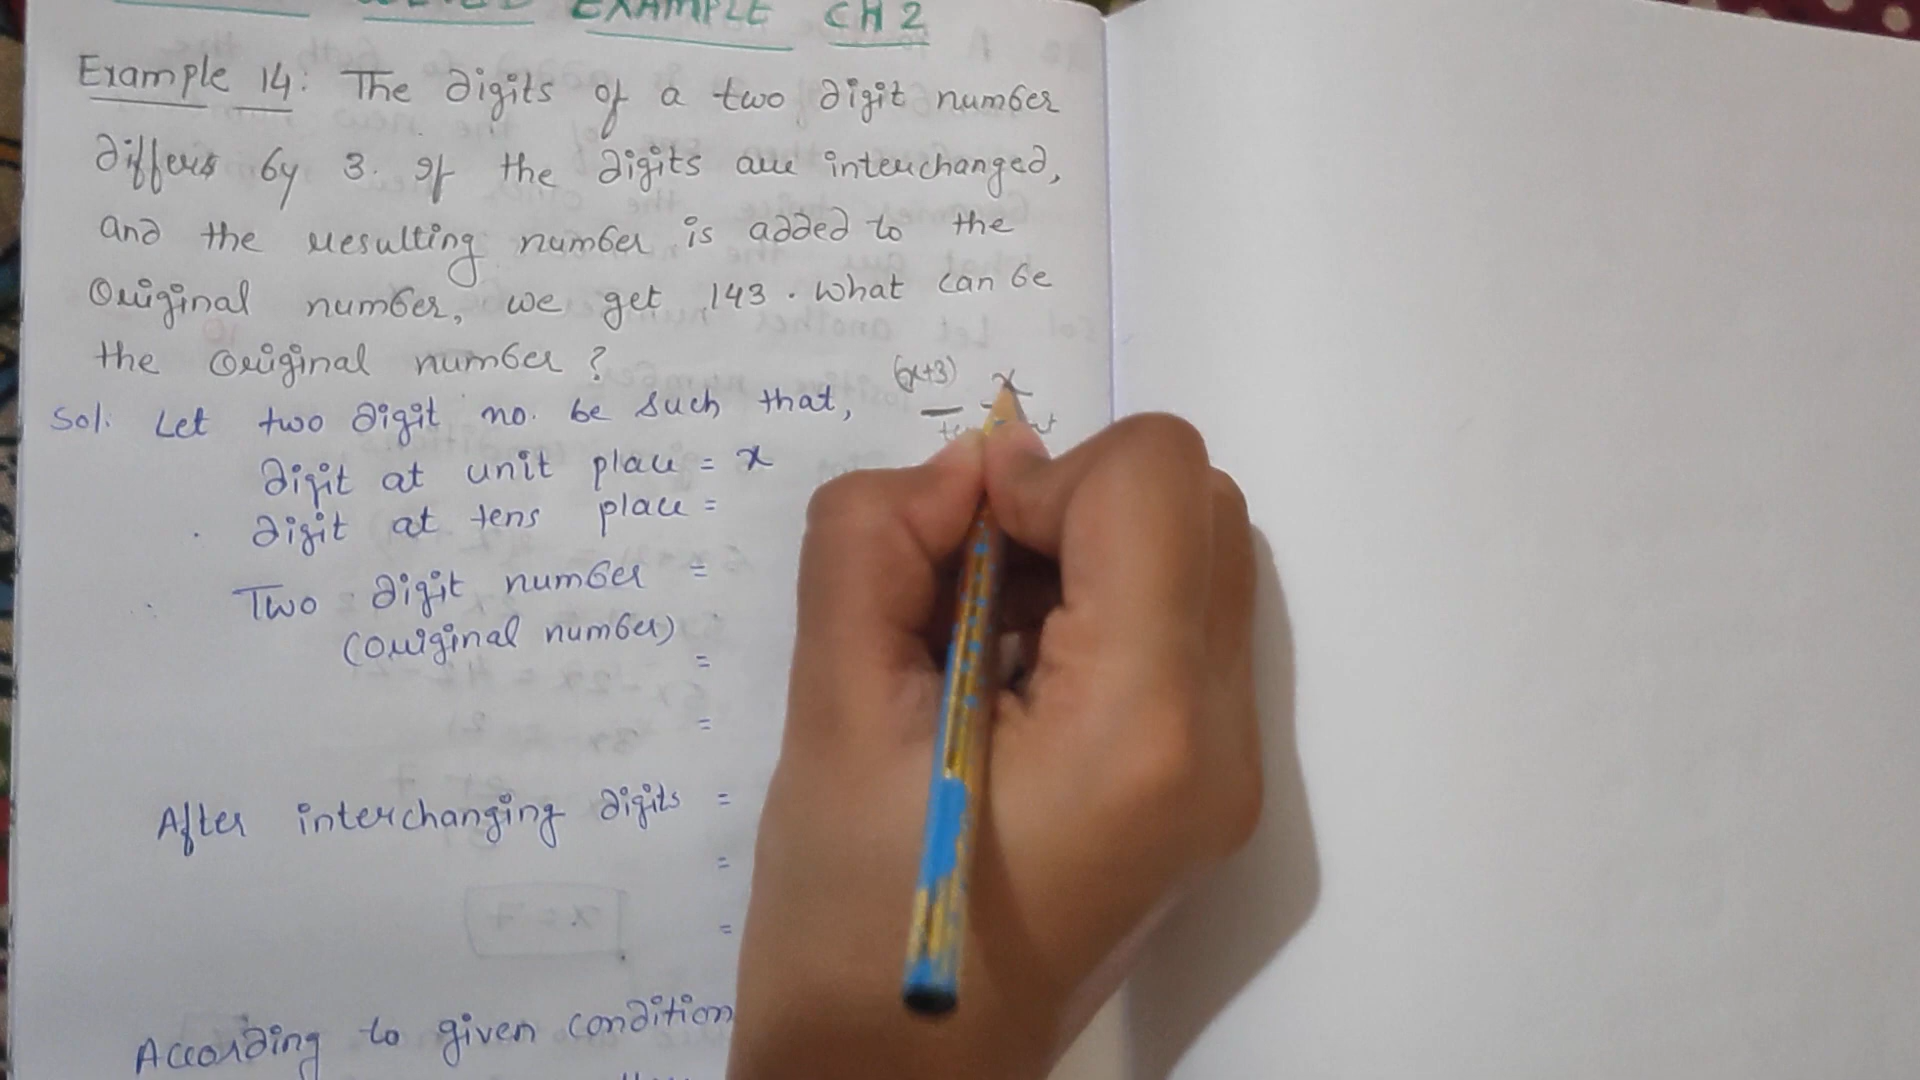 EXAMPLE CH 2
Example 14: The digits of a two digit number
differs by 3. If the digits are interchanged,
and the resulting number is added to the
Original number, we get 143. What can be
the Original number?
(x+3) x
Sol. Let two digit no. be such that,
digit at unit place = x
digit at tens place =
Two digit number =
(Original number)
=
=
After interchanging digits =
=
=
According to given condition